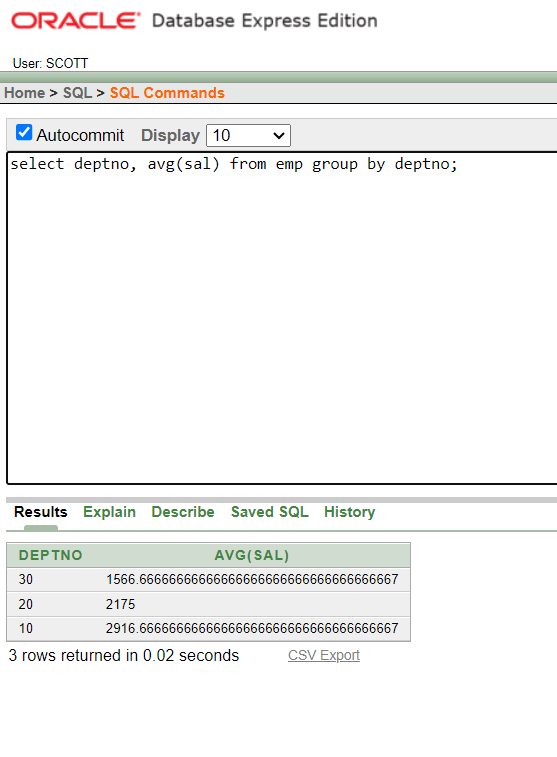 ORACLE® Database Express Edition
User: SCOTT
Home > SQL > SQL Commands
Autocommit Display 10
select deptno, avg(sal) from emp group by deptno;
Results Explain Describe Saved SQL History
DEPTNO AVG(SAL)
30 1566.66666666666666666666666666666667
20 2175
10 2916.66666666666666666666666666666667
3 rows returned in 0.02 seconds CSV Export